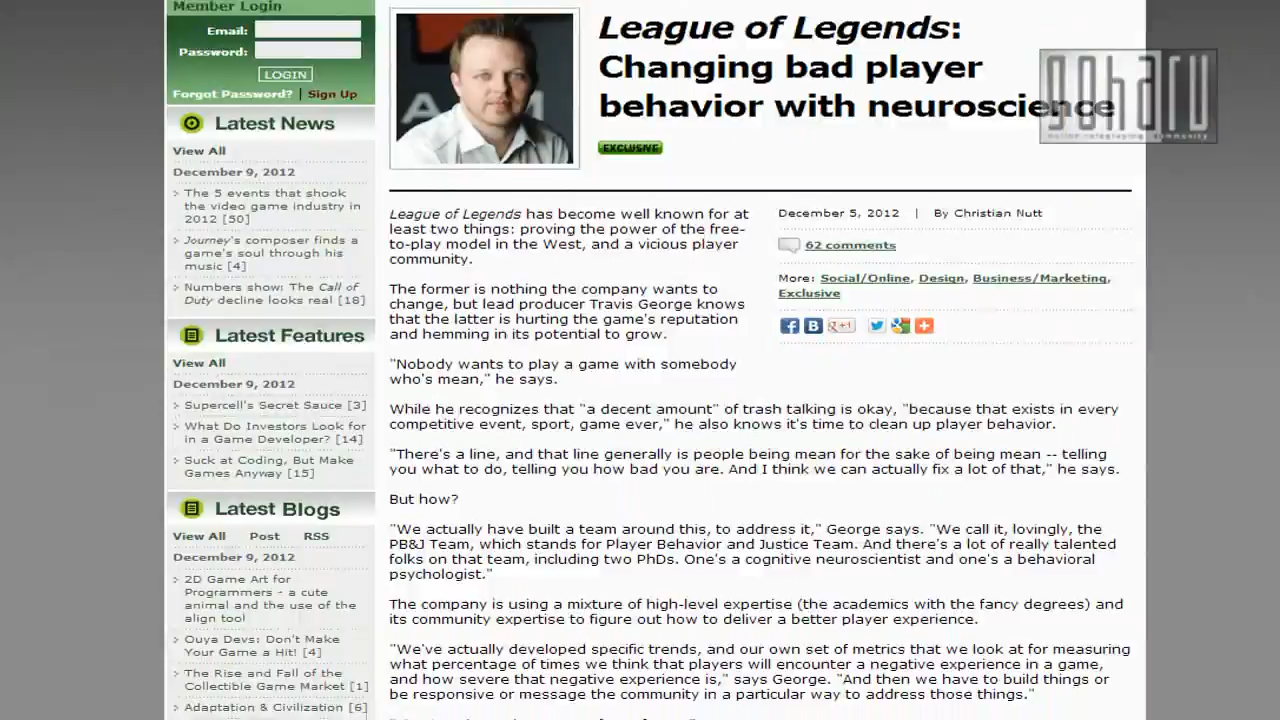 Member Login
Email:
Password:
LOGIN
Forgot Password? | Sign Up
Latest News
View All
December 9, 2012
The 5 events that shook
the video game industry in
2012 [50]
Journey's composer finds a
game's soul through his
music [4]
Numbers show: The Call of
Duty decline looks real [18]
Latest Features
View All
December 9, 2012
Supercell's Secret Sauce [3]
What Do Investors Look for
in a Game Developer? [14]
Suck at Coding, But Make
Games Anyway [15]
Latest Blogs
View All Post RSS
December 9, 2012
2D Game Art for
Programmers - a cute
animal and the use of the
align tool
Ouya Devs: Don't Make
Your Game a Hit! [4]
The Rise and Fall of the
Collectible Game Market [1]
Adaptation & Civilization [6]
League of Legends:
Changing bad player
behavior with neuroscience
EXCLUSIVE
goharu
online roleplaying community
League of Legends has become well known for at
least two things: proving the power of the free-
to-play model in the West, and a vicious player
community.
The former is nothing the company wants to
change, but lead producer Travis George knows
that the latter is hurting the game's reputation
and hemming in its potential to grow.
"Nobody wants to play a game with somebody
who's mean," he says.
December 5, 2012 | By Christian Nutt
62 comments
More: Social/Online, Design, Business/Marketing,
Exclusive
While he recognizes that "a decent amount" of trash talking is okay, "because that exists in every
competitive event, sport, game ever," he also knows it's time to clean up player behavior.
"There's a line, and that line generally is people being mean for the sake of being mean -- telling
you what to do, telling you how bad you are. And I think we can actually fix a lot of that," he says.
But how?
"We actually have built a team around this, to address it," George says. "We call it, lovingly, the
PB&J Team, which stands for Player Behavior and Justice Team. And there's a lot of really talented
folks on that team, including two PhDs. One's a cognitive neuroscientist and one's a behavioral
psychologist."
The company is using a mixture of high-level expertise (the academics with the fancy degrees) and
its community expertise to figure out how to deliver a better player experience.
"We've actually developed specific trends, and our own set of metrics that we look at for measuring
what percentage of times we think that players will encounter a negative experience in a game,
and how severe that negative experience is," says George. "And then we have to build things or
be responsive or message the community in a particular way to address those things."